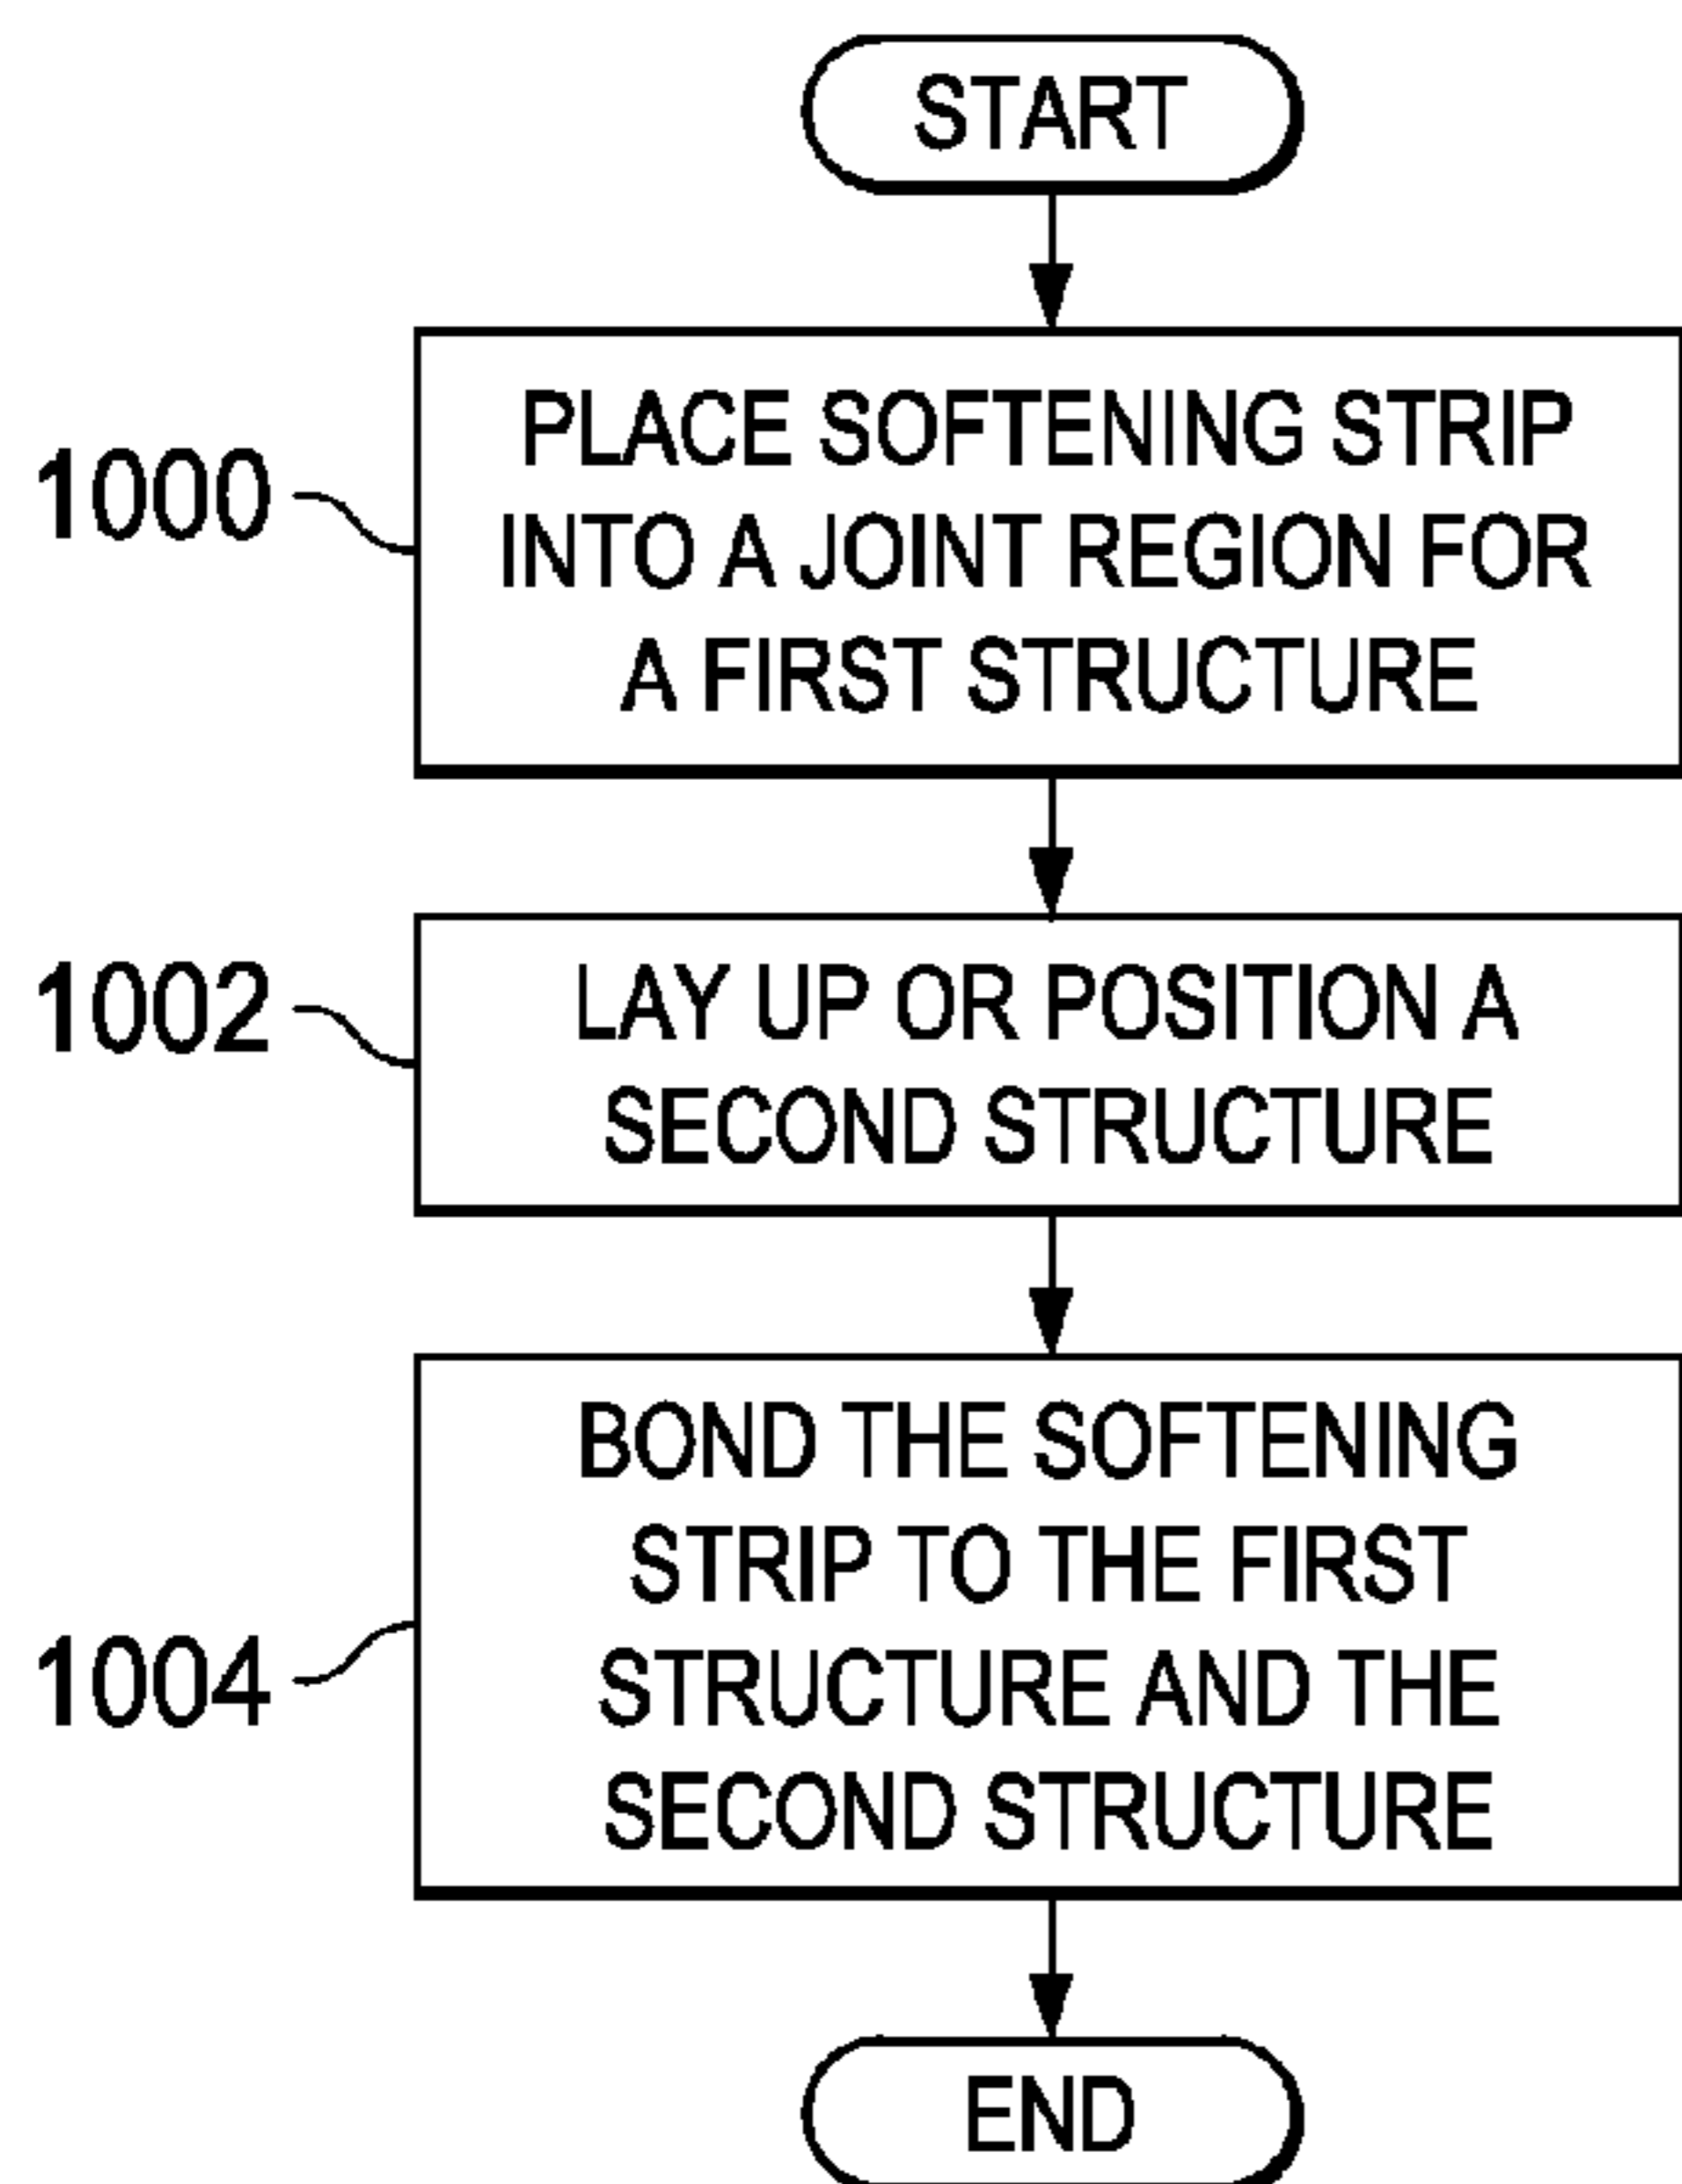 START
1000
PLACE SOFTENING STRIP
INTO A JOINT REGION FOR
A FIRST STRUCTURE
1002
LAY UP OR POSITION A
SECOND STRUCTURE
1004
BOND THE SOFTENING
STRIP TO THE FIRST
STRUCTURE AND THE
SECOND STRUCTURE
END